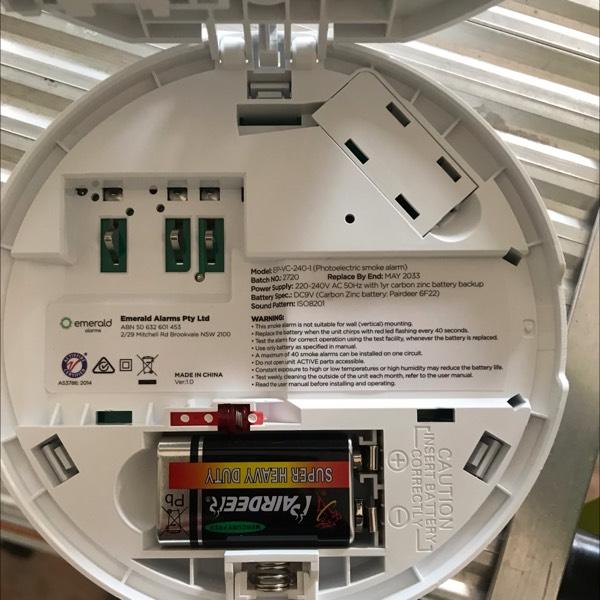 Model: EP-VC-240-1 (Photoelectric smoke alarm)
Batch NO.: 2720 Replace By End: MAY 2033
Power Supply: 220-240V AC 50Hz with 1yr carbon zinc battery backup
Battery Spec.: DC9V (Carbon Zinc battery: Pairdeer 6F22)
Sound Pattern: ISO8201
WARNING:
• This smoke alarm is not suitable for wall (vertical) mounting.
• Replace the battery when the unit chirps with red led flashing every 40 seconds.
• Test the alarm for correct operation using the test facility, whenever the battery is replaced.
• Use only battery as specified in manual.
• A maximum of 40 smoke alarms can be installed on one circuit.
• Do not open unit ACTIVE parts accessible.
• Constant exposure to high or low temperatures or high humidity may reduce the battery life.
• Test weekly, cleaning the outside of the unit each month, refer to the user manual.
• Read the user manual before installing and operating.
emerald
alarms
Emerald Alarms Pty Ltd
ABN 50 632 601 453
2/29 Mitchell Rd Brookvale NSW 2100
AS3786: 2014
MADE IN CHINA
Ver:1.0
CAUTION
INSERT BATTERY
CORRECTLY
SUPER HEAVY DUTY
PAIRDEER
MERCURY FREE
Pb